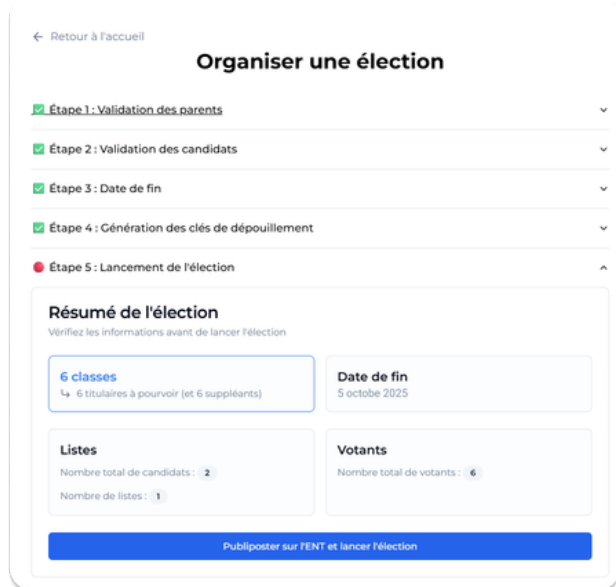 ← Retour à l'accueil
Organiser une élection
✅ Étape 1 : Validation des parents
✅ Étape 2 : Validation des candidats
✅ Étape 3 : Date de fin
✅ Étape 4 : Génération des clés de dépouillement
🔴 Étape 5 : Lancement de l'élection
Résumé de l'élection
Vérifiez les informations avant de lancer l'élection
6 classes
↳ 6 titulaires à pourvoir (et 6 suppléants)
Date de fin
5 octobe 2025
Listes
Nombre total de candidats : 2
Nombre de listes : 1
Votants
Nombre total de votants : 6
Publiposter sur l'ENT et lancer l'élection